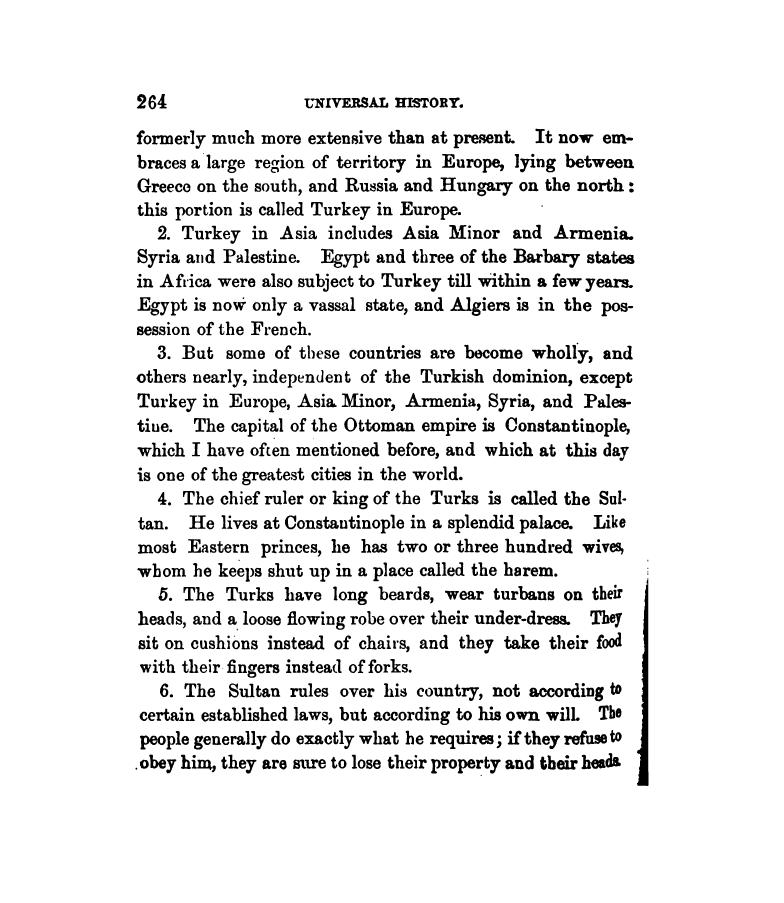 264 UNIVERSAL HISTORY.
formerly much more extensive than at present. It now em-
braces a large region of territory in Europe, lying between
Greece on the south, and Russia and Hungary on the north:
this portion is called Turkey in Europe.
2. Turkey in Asia includes Asia Minor and Armenia.
Syria and Palestine. Egypt and three of the Barbary states
in Africa were also subject to Turkey till within a few years.
Egypt is now only a vassal state, and Algiers is in the pos-
session of the French.
3. But some of these countries are become wholly, and
others nearly, independent of the Turkish dominion, except
Turkey in Europe, Asia Minor, Armenia, Syria, and Pales-
tine. The capital of the Ottoman empire is Constantinople,
which I have often mentioned before, and which at this day
is one of the greatest cities in the world.
4. The chief ruler or king of the Turks is called the Sul-
tan. He lives at Constantinople in a splendid palace. Like
most Eastern princes, he has two or three hundred wives,
whom he keeps shut up in a place called the harem.
5. The Turks have long beards, wear turbans on their
heads, and a loose flowing robe over their under-dress. They
sit on cushions instead of chairs, and they take their food
with their fingers instead of forks.
6. The Sultan rules over his country, not according to
certain established laws, but according to his own will. The
people generally do exactly what he requires; if they refuse to
obey him, they are sure to lose their property and their heads.